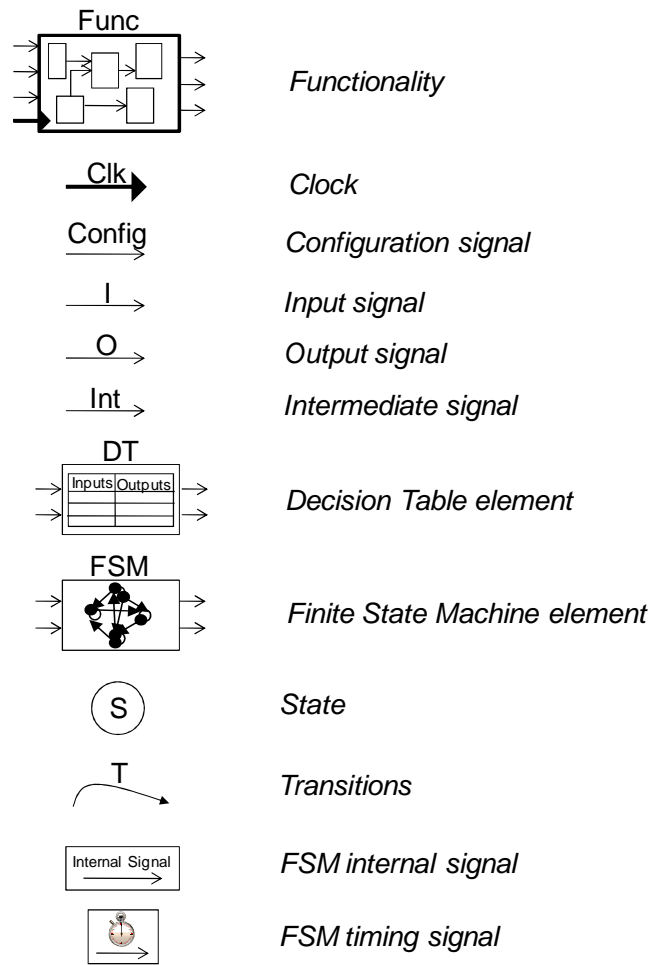 Func
Functionality
Clk
Clock
Config
Configuration signal
I
Input signal
O
Output signal
Int
Intermediate signal
DT
Inputs Outputs
Decision Table element
FSM
Finite State Machine element
S
State
T
Transitions
Internal Signal
FSM internal signal
FSM timing signal